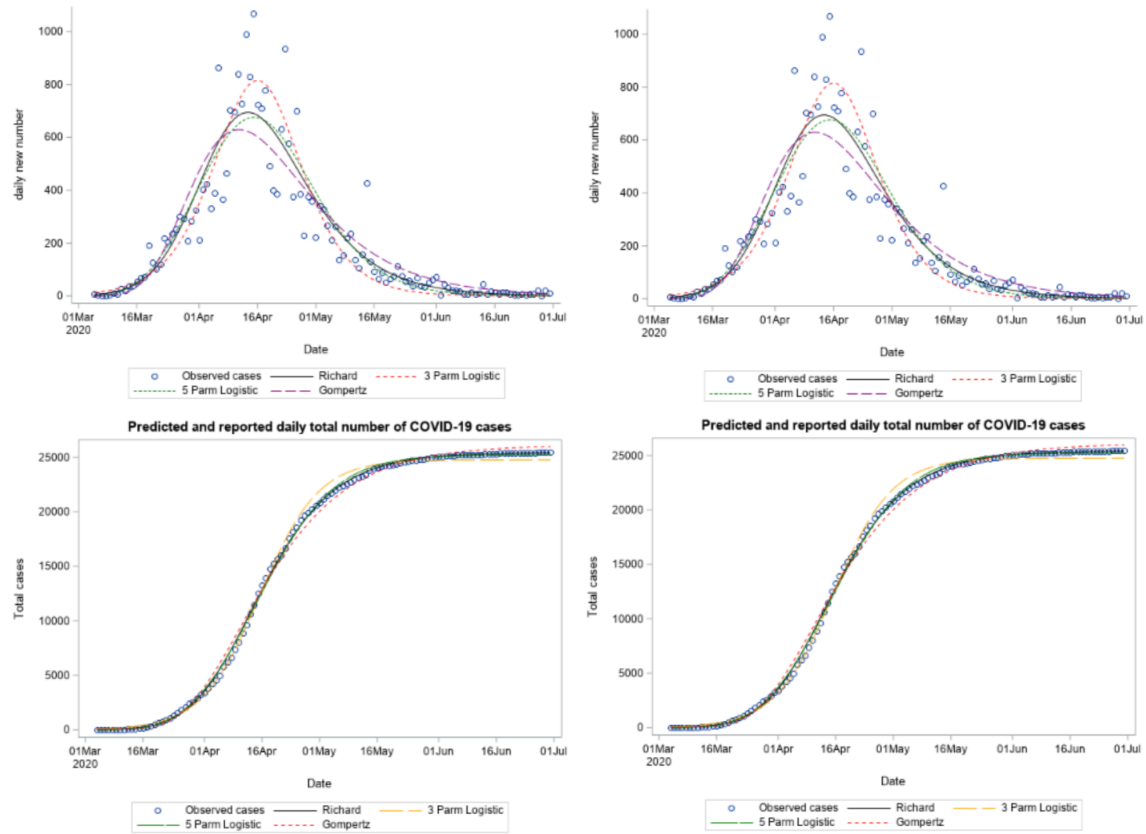 daily new number
1000
800
600
400
200
0
01Mar 16Mar 01Apr 16Apr 01May 16May 01Jun 16Jun 01Jul
2020
Date
Observed cases Richard 3 Parm Logistic
5 Parm Logistic Gompertz
daily new number
1000
800
600
400
200
0
01Mar 16Mar 01Apr 16Apr 01May 16May 01Jun 16Jun 01Jul
2020
Date
Observed cases Richard 3 Parm Logistic
5 Parm Logistic Gompertz
Predicted and reported daily total number of COVID-19 cases
Total cases
25000
20000
15000
10000
5000
0
01Mar 16Mar 01Apr 16Apr 01May 16May 01Jun 16Jun 01Jul
2020
Date
Observed cases Richard 3 Parm Logistic
5 Parm Logistic Gompertz
Predicted and reported daily total number of COVID-19 cases
Total cases
25000
20000
15000
10000
5000
0
01Mar 16Mar 01Apr 16Apr 01May 16May 01Jun 16Jun 01Jul
2020
Date
Observed cases Richard 3 Parm Logistic
5 Parm Logistic Gompertz